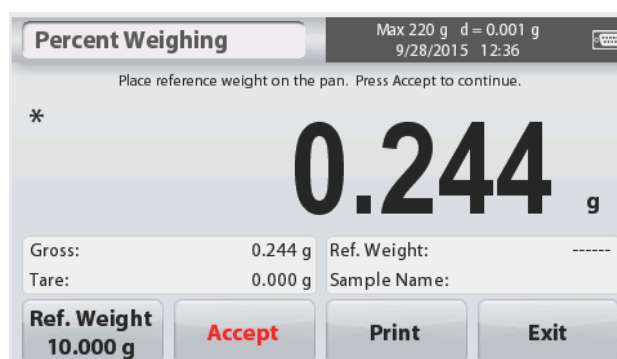 Percent Weighing
Max 220 g d = 0.001 g
9/28/2015 12:36
Place reference weight on the pan. Press Accept to continue.
*
0.244 g
Gross: 0.244 g
Ref. Weight: ------
Tare: 0.000 g
Sample Name:
Ref. Weight
10.000 g
Accept
Print
Exit